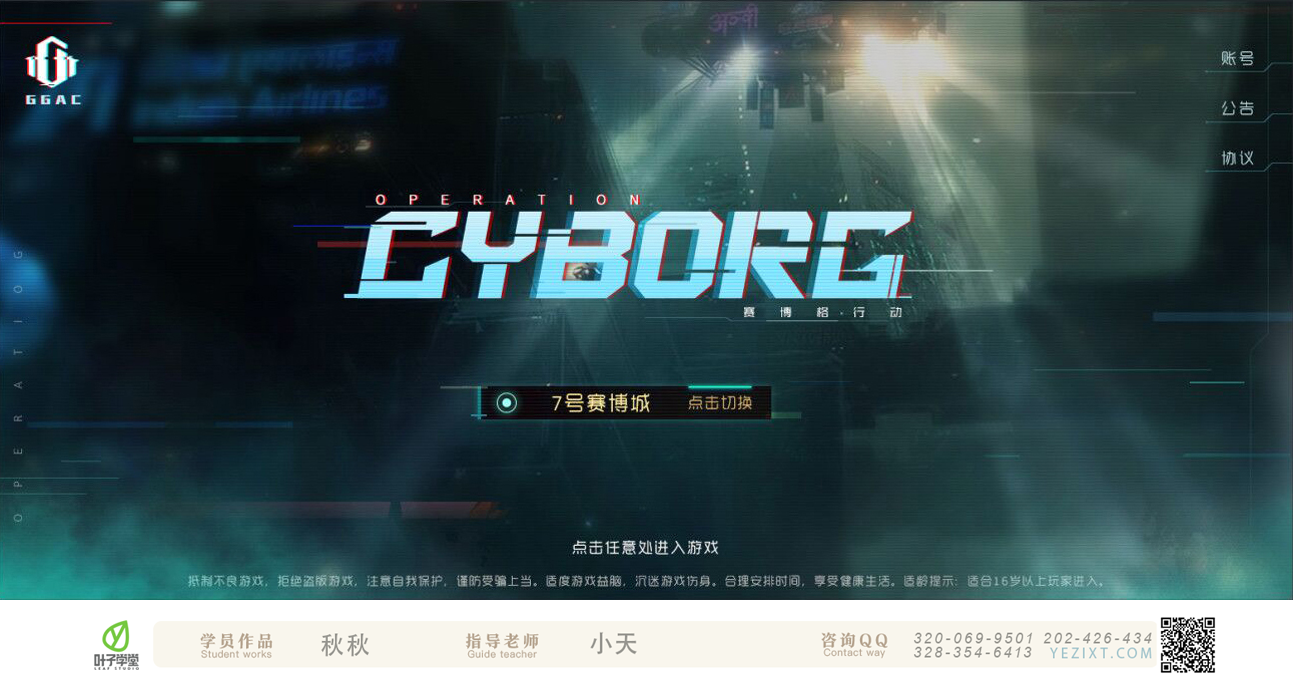 GGAC
账号
公告
协议
OPERATION
CYBORG
赛博格·行动
OPERATIOG
7号赛博城 点击切换
点击任意处进入游戏
抵制不良游戏，拒绝盗版游戏，注意自我保护，谨防受骗上当。适度游戏益脑，沉迷游戏伤身。合理安排时间，享受健康生活。适龄提示：适合16岁以上玩家进入。
叶子学堂
LEAF STUDIO
学员作品 秋秋
Student works
指导老师 小天
Guide teacher
咨询QQ
Contact way
320-069-9501 202-426-434
328-354-6413 YEZIXT.COM